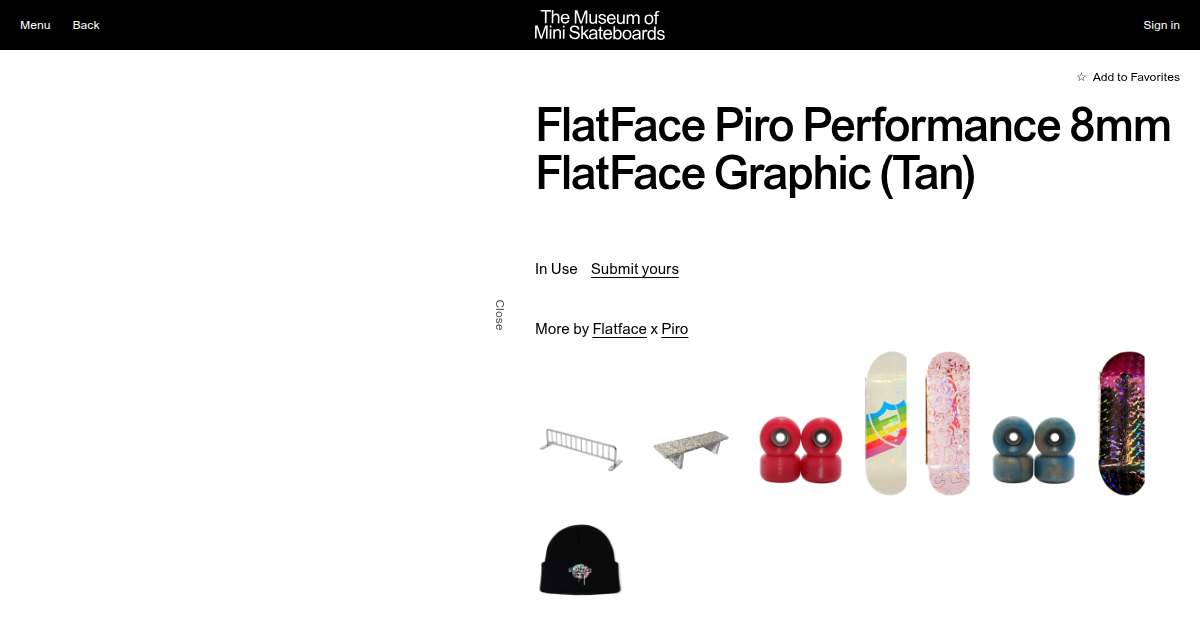 Menu
Back
The Museum of
Mini Skateboards
Sign in
☆ Add to Favorites
FlatFace Piro Performance 8mm
FlatFace Graphic (Tan)
In Use Submit yours
Close
More by Flatface x Piro